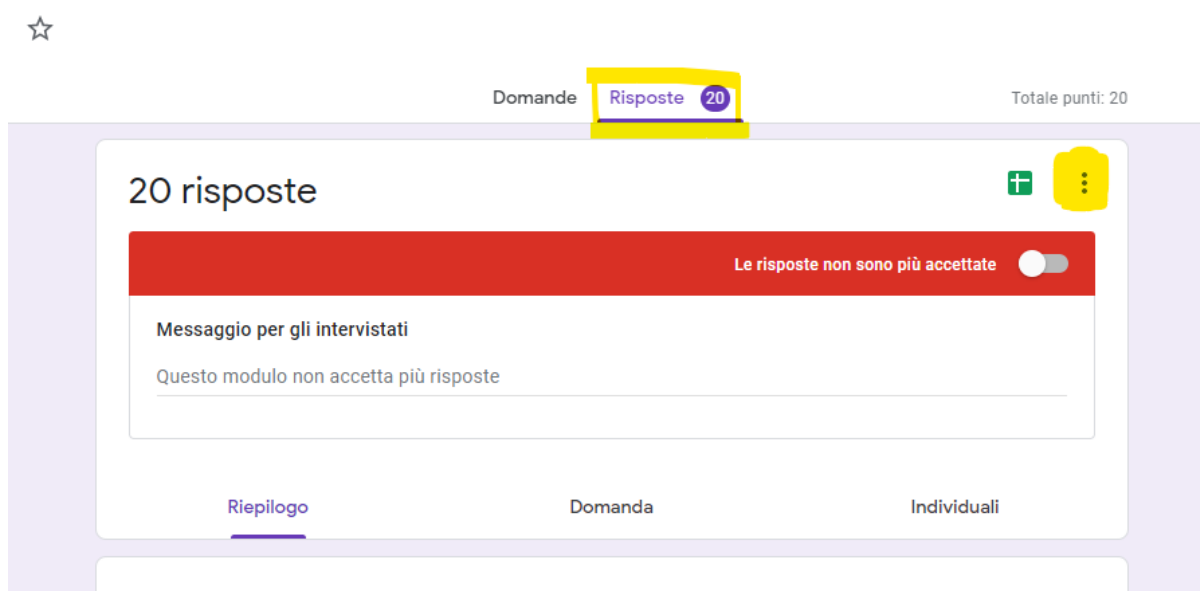 Domande Risposte 20 Totale punti: 20
20 risposte
Le risposte non sono più accettate
Messaggio per gli intervistati
Questo modulo non accetta più risposte
Riepilogo Domanda Individuali